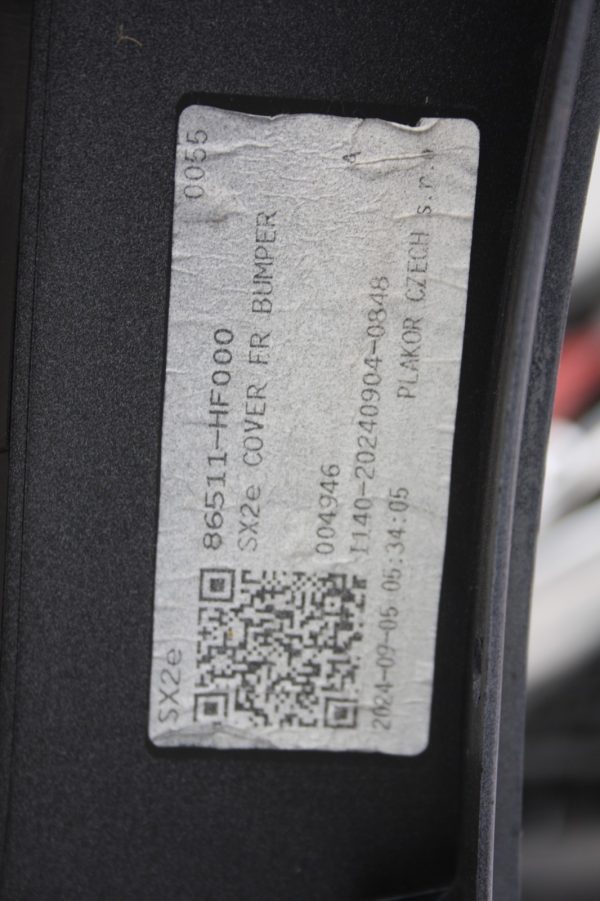 SX2e 0055
86511-HF000
SX2e COVER FR BUMPER
004946 A
I140-20240904-0848
2024-09-05 05:34:05 PLAKOR CZECH s.r.o